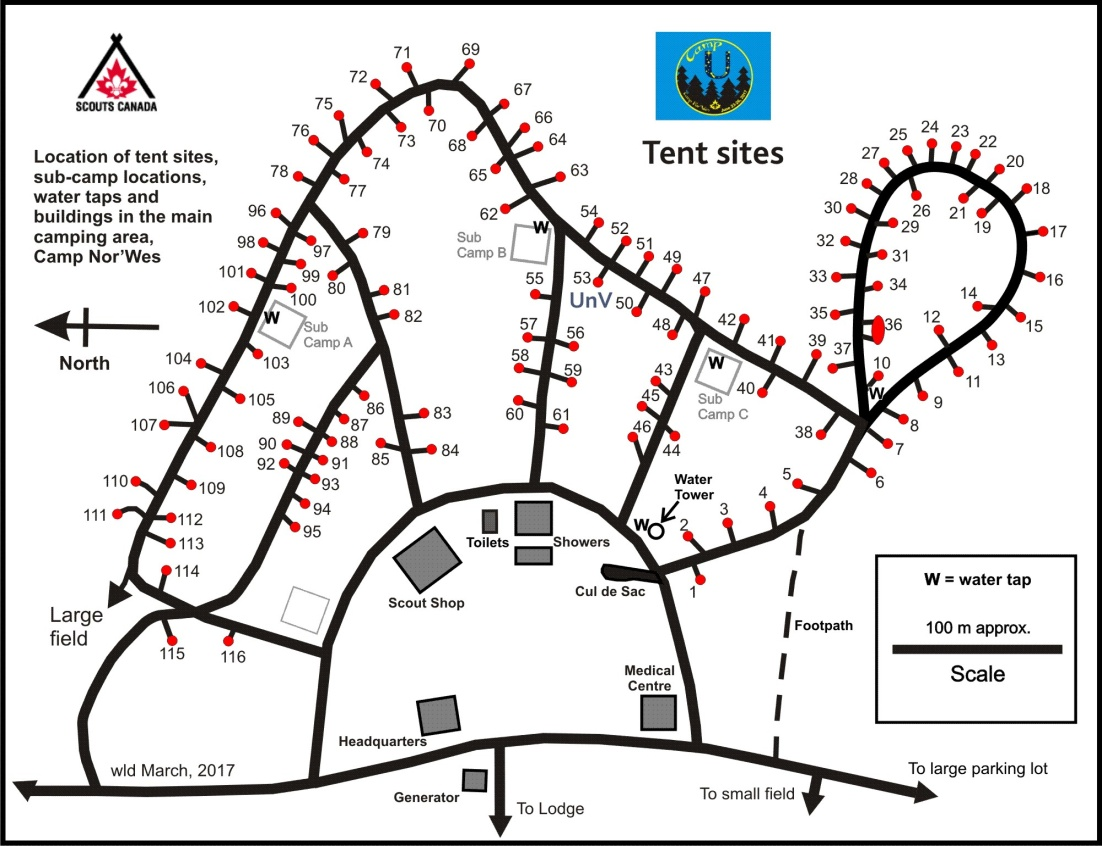 SCOUTS CANADA
Camp
U
Tent sites
Location of tent sites,
sub-camp locations,
water taps and
buildings in the main
camping area,
Camp Nor'Wes
North
71
69
72
67
75
70
66
76
73
68
64
74
65
63
78
77
62
96
79
W
54
Sub
Camp B
52
98
97
51
53
49
101
99
80
55
UnV
50
47
100
81
102
W
Sub
Camp A
82
48
42
57
56
41
39
103
58
W
104
59
43
40
Sub
Camp C
106
105
86
83
60
45
89
87
61
38
107
90
88
46
44
108
92
91
85
84
110
93
109
94
111
112
95
113
114
115
116
24
25
23
22
27
20
28
26
21
18
30
29
19
17
32
31
33
34
16
35
14
36
12
15
37
10
13
W
11
9
8
7
6
5
4
3
2
1
Water
Tower
W
Toilets
Showers
Scout Shop
Cul de Sac
Large
field
Footpath
W = water tap
100 m approx.
Scale
Medical
Centre
Headquarters
wld March, 2017
Generator
To Lodge
To small field
To large parking lot